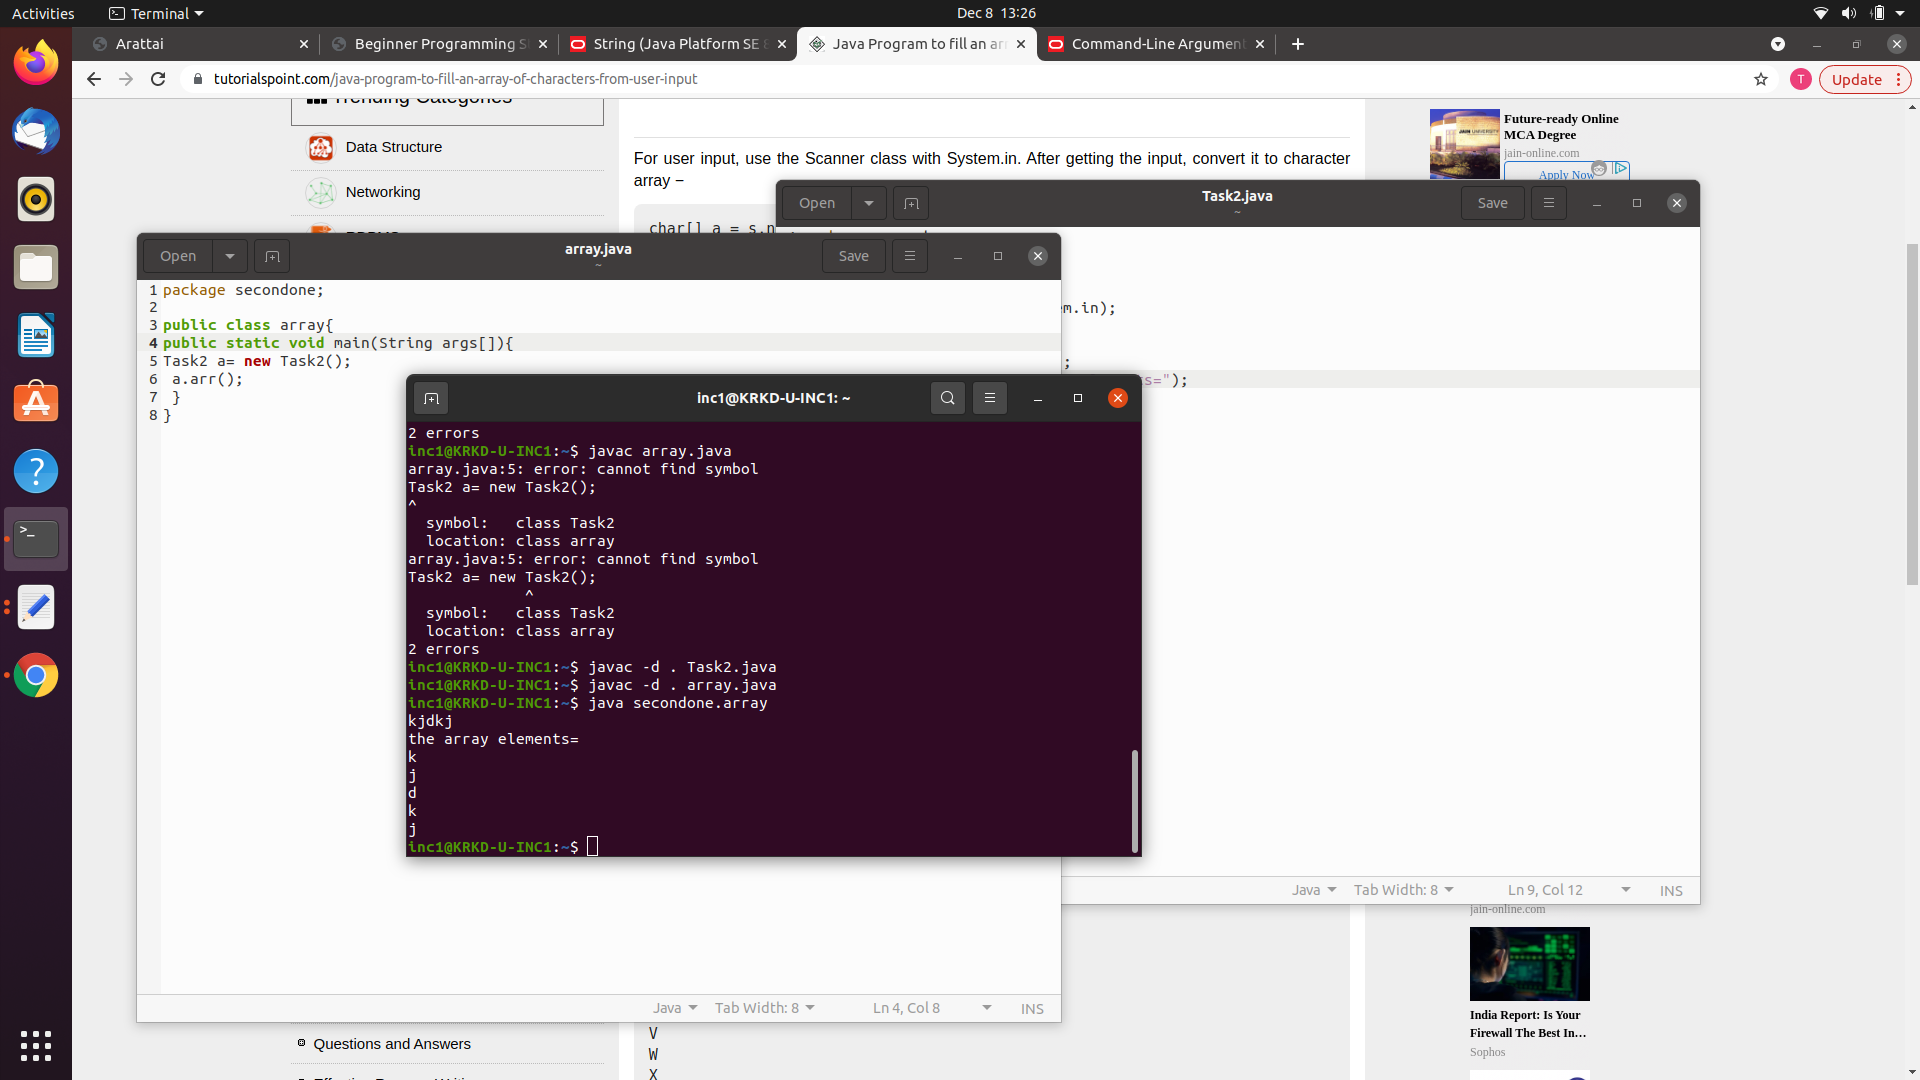 Activities
Terminal
Dec 8 13:26
Arattai
Beginner Programming
String (Java Platform SE
Java Program to fill an
Command-Line Argumen
tutorialspoint.com/java-program-to-fill-an-array-of-characters-from-user-input
T
Update
Trending Categories
Data Structure
Networking
For user input, use the Scanner class with System.in. After getting the input, convert it to character
array –
char[] a = s.n
Future-ready Online
MCA Degree
jain-online.com
Apply Now
Open
Task2.java
~
Save
em.in);
;
s=");
Java
Tab Width: 8
Ln 9, Col 12
INS
Open
array.java
~
Save
1 package secondone;
2
3 public class array{
4 public static void main(String args[]){
5 Task2 a= new Task2();
6 a.arr();
7 }
8 }
Java
Tab Width: 8
Ln 4, Col 8
INS
inc1@KRKD-U-INC1: ~
2 errors
inc1@KRKD-U-INC1:~$ javac array.java
array.java:5: error: cannot find symbol
Task2 a= new Task2();
^
symbol: class Task2
location: class array
array.java:5: error: cannot find symbol
Task2 a= new Task2();
^
symbol: class Task2
location: class array
2 errors
inc1@KRKD-U-INC1:~$ javac -d . Task2.java
inc1@KRKD-U-INC1:~$ javac -d . array.java
inc1@KRKD-U-INC1:~$ java secondone.array
kjdkj
the array elements=
k
j
d
k
j
inc1@KRKD-U-INC1:~$
jain-online.com
India Report: Is Your
Firewall The Best In...
Sophos
Questions and Answers
V
W
X